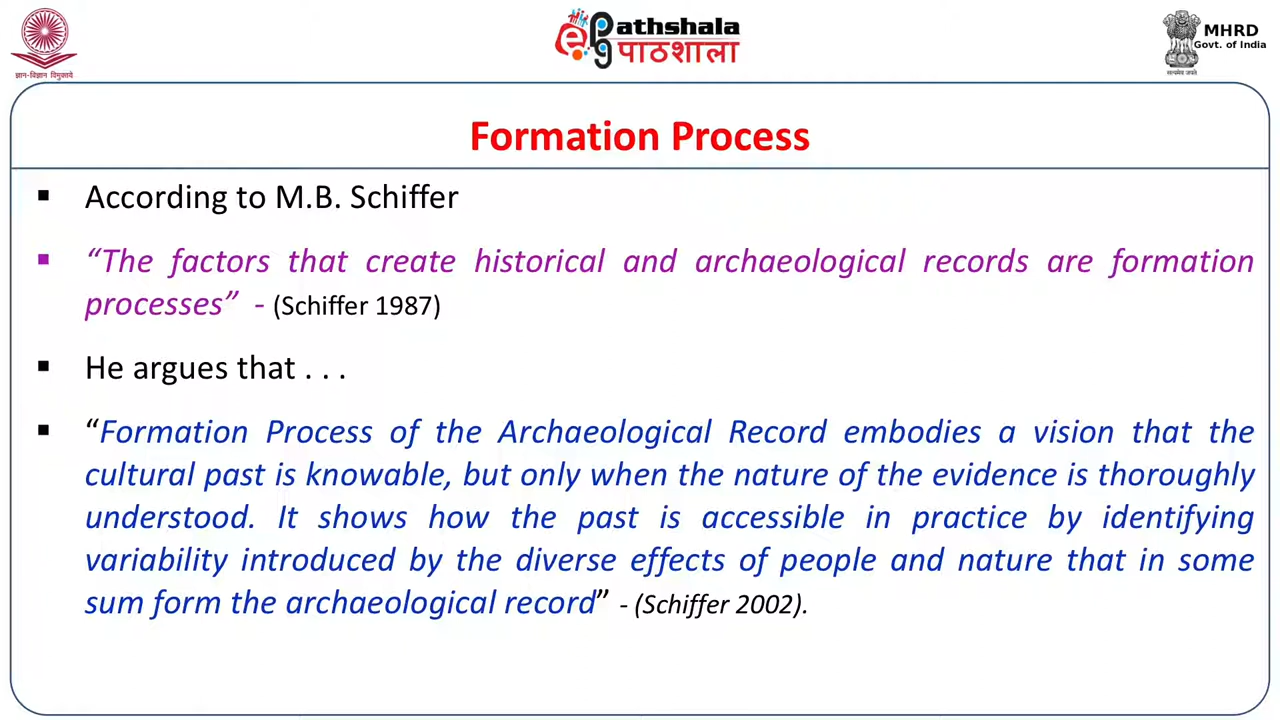 ज्ञान-विज्ञान विमुक्तये
ePathshala
पाठशाला
सत्यमेव जयते
MHRD
Govt. of India
Formation Process
▪ According to M.B. Schiffer
▪ “The factors that create historical and archaeological records are formation
processes” - (Schiffer 1987)
▪ He argues that . . .
▪ “Formation Process of the Archaeological Record embodies a vision that the
cultural past is knowable, but only when the nature of the evidence is thoroughly
understood. It shows how the past is accessible in practice by identifying
variability introduced by the diverse effects of people and nature that in some
sum form the archaeological record” - (Schiffer 2002).